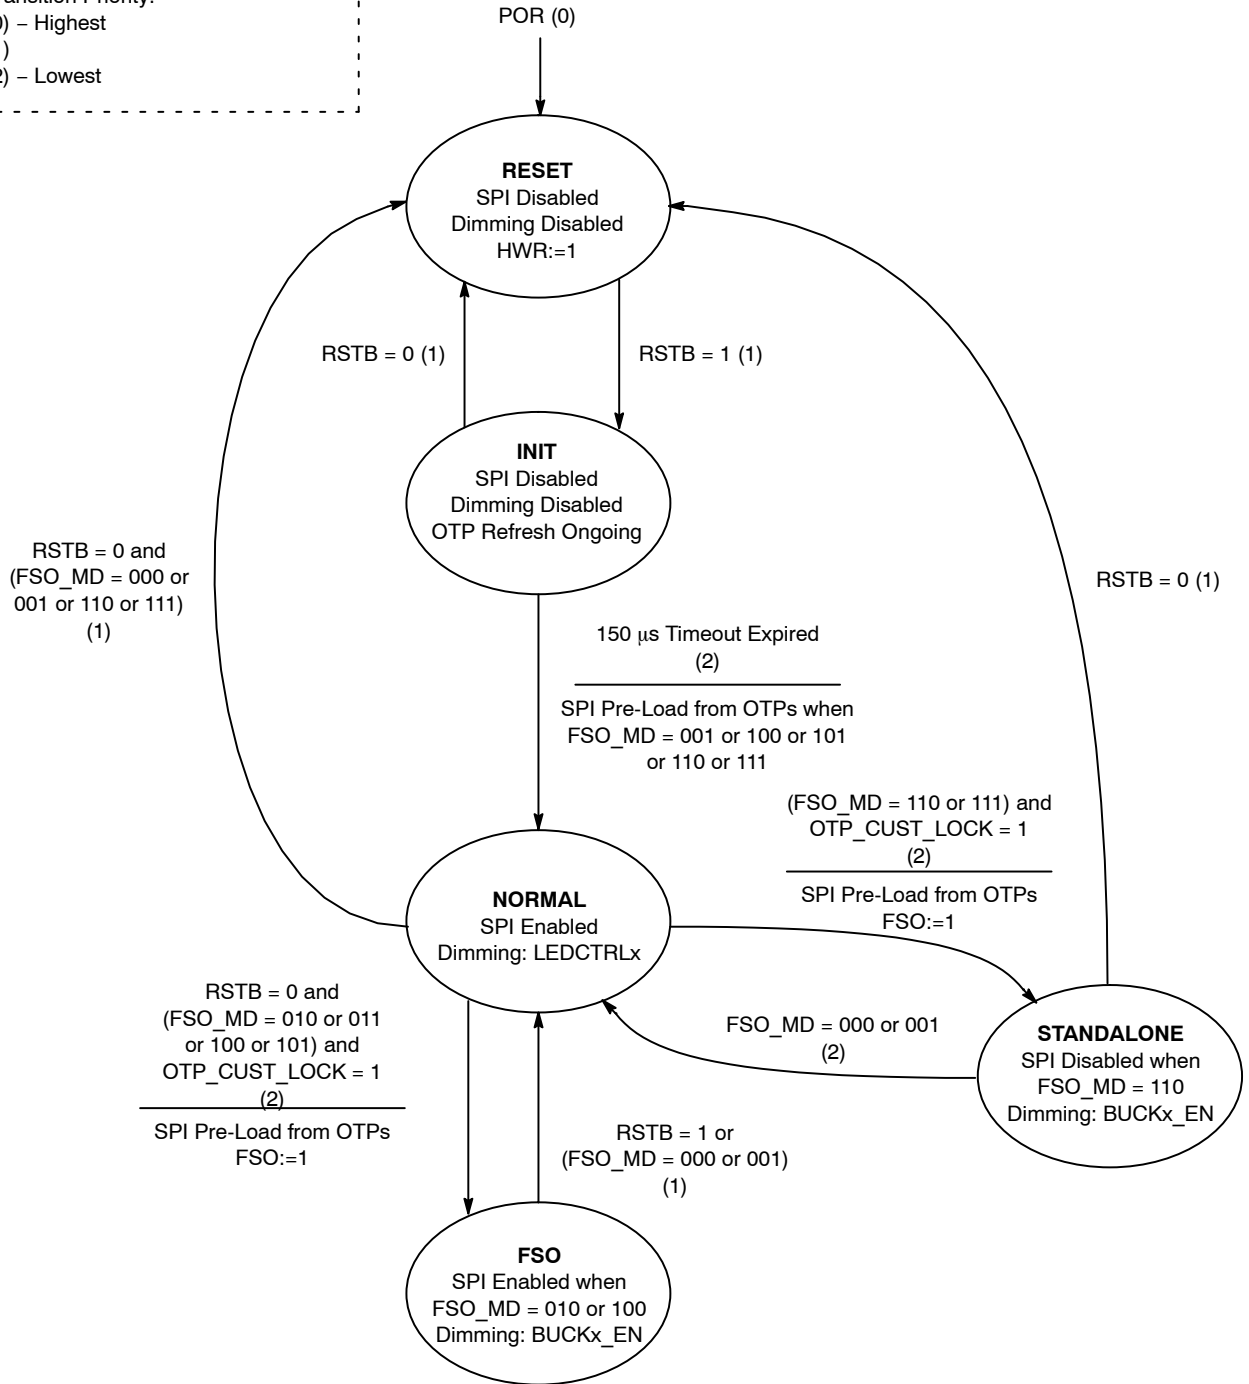 – Highest
– Lowest
POR (0)
RESET
SPI Disabled
Dimming Disabled
HWR:=1
RSTB = 0 (1)
RSTB = 1 (1)
INIT
SPI Disabled
Dimming Disabled
OTP Refresh Ongoing
RSTB = 0 and
(FSO_MD = 000 or
001 or 110 or 111)
(1)
RSTB = 0 (1)
150 μs Timeout Expired
(2)
SPI Pre-Load from OTPs when
FSO_MD = 001 or 100 or 101
or 110 or 111
(FSO_MD = 110 or 111) and
OTP_CUST_LOCK = 1
(2)
SPI Pre-Load from OTPs
FSO:=1
NORMAL
SPI Enabled
Dimming: LEDCTRLx
RSTB = 0 and
(FSO_MD = 010 or 011
or 100 or 101) and
OTP_CUST_LOCK = 1
(2)
SPI Pre-Load from OTPs
FSO:=1
FSO_MD = 000 or 001
(2)
STANDALONE
SPI Disabled when
FSO_MD = 110
Dimming: BUCKx_EN
RSTB = 1 or
(FSO_MD = 000 or 001)
(1)
FSO
SPI Enabled when
FSO_MD = 010 or 100
Dimming: BUCKx_EN